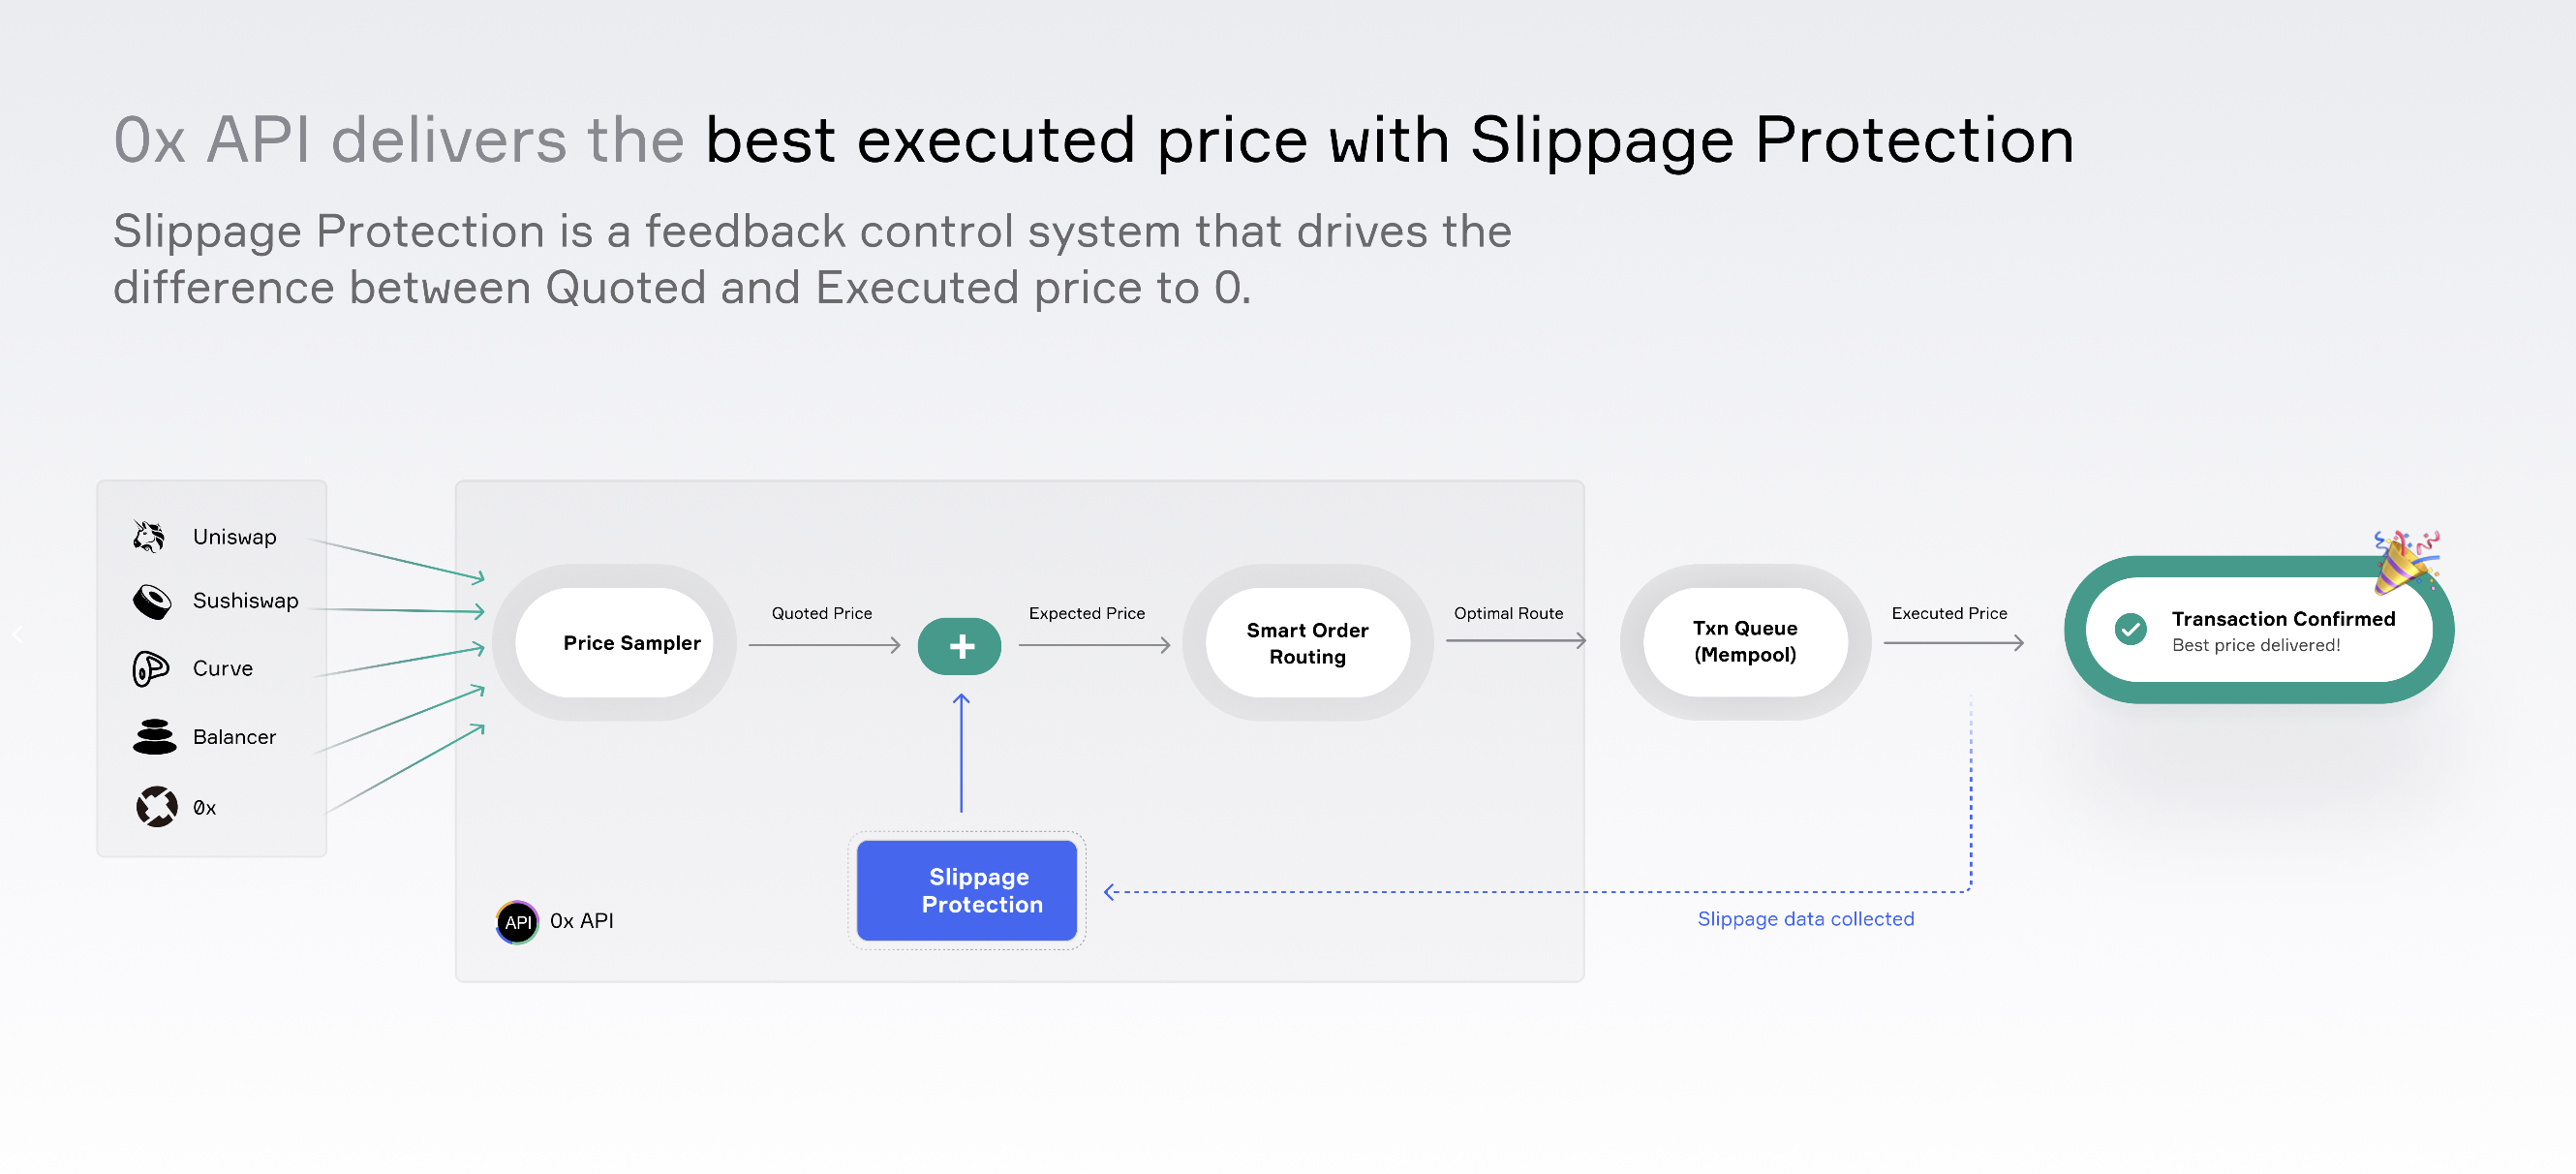 0x API delivers the best executed price with Slippage Protection
Slippage Protection is a feedback control system that drives the
difference between Quoted and Executed price to 0.
Uniswap
Sushiswap
Curve
Balancer
0x
Price Sampler
Quoted Price
+
Expected Price
Smart Order
Routing
Optimal Route
Txn Queue
(Mempool)
Executed Price
Transaction Confirmed
Best price delivered!
Slippage
Protection
API
0x API
Slippage data collected